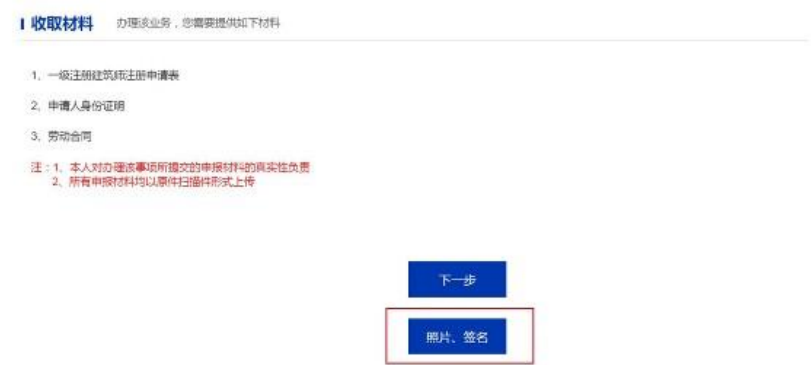 收取材料 办理该业务，您需要提供如下材料
1、一级注册建筑师注册申请表
2、申请人身份证明
3、劳动合同
注：1、本人对办理该事项所提交的申报材料的真实性负责
2、所有申报材料均以原件扫描件形式上传
下一步
照片、签名